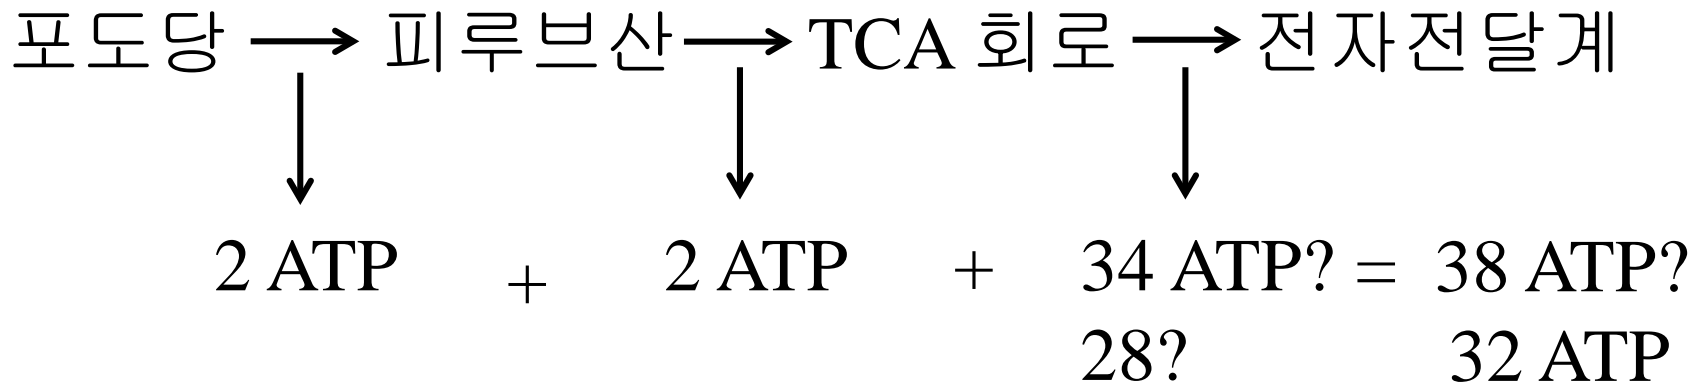 포도당 → 피루브산 → TCA 회로 → 전자전달계
2 ATP + 2 ATP + 34 ATP? = 38 ATP?
28? 32 ATP